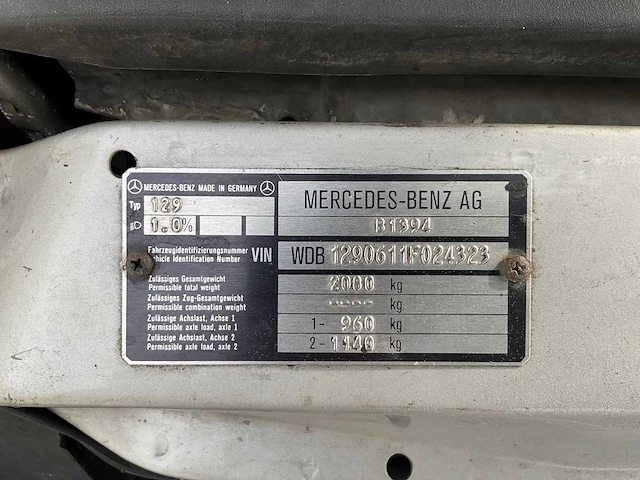 MERCEDES-BENZ MADE IN GERMANY
Typ 129
1.0%
MERCEDES-BENZ AG
B1394
Fahrzeugidentifizierungsnummer
Vehicle Identification Number
VIN
WDB 1290611F024323
Zulässiges Gesamtgewicht
Permissible total weight
2080 kg
Zulässiges Zug-Gesamtgewicht
Permissible combination weight
---- kg
Zulässige Achslast, Achse 1
Permissible axle load, axle 1
1- 960 kg
Zulässige Achslast, Achse 2
Permissible axle load, axle 2
2- 1140 kg